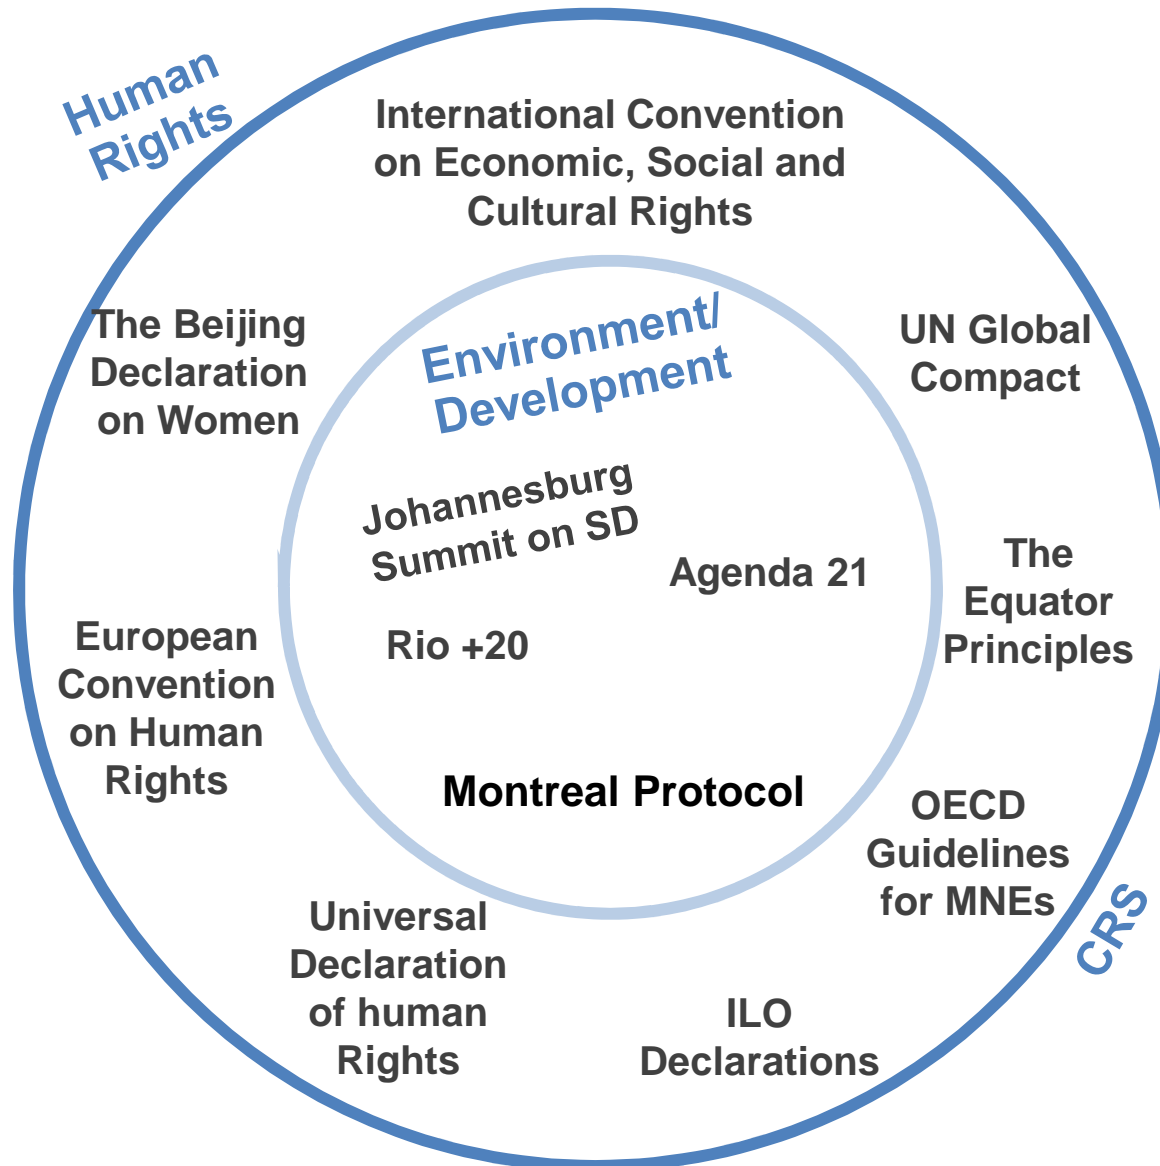 Human
Rights
International Convention
on Economic, Social and
Cultural Rights
The Beijing
Declaration
on Women
Environment/
Development
UN Global
Compact
Johannesburg
Summit on SD
Agenda 21
The
Equator
Principles
Rio +20
European
Convention
on Human
Rights
Montreal Protocol
OECD
Guidelines
for MNEs
CRS
Universal
Declaration
of human
Rights
ILO
Declarations